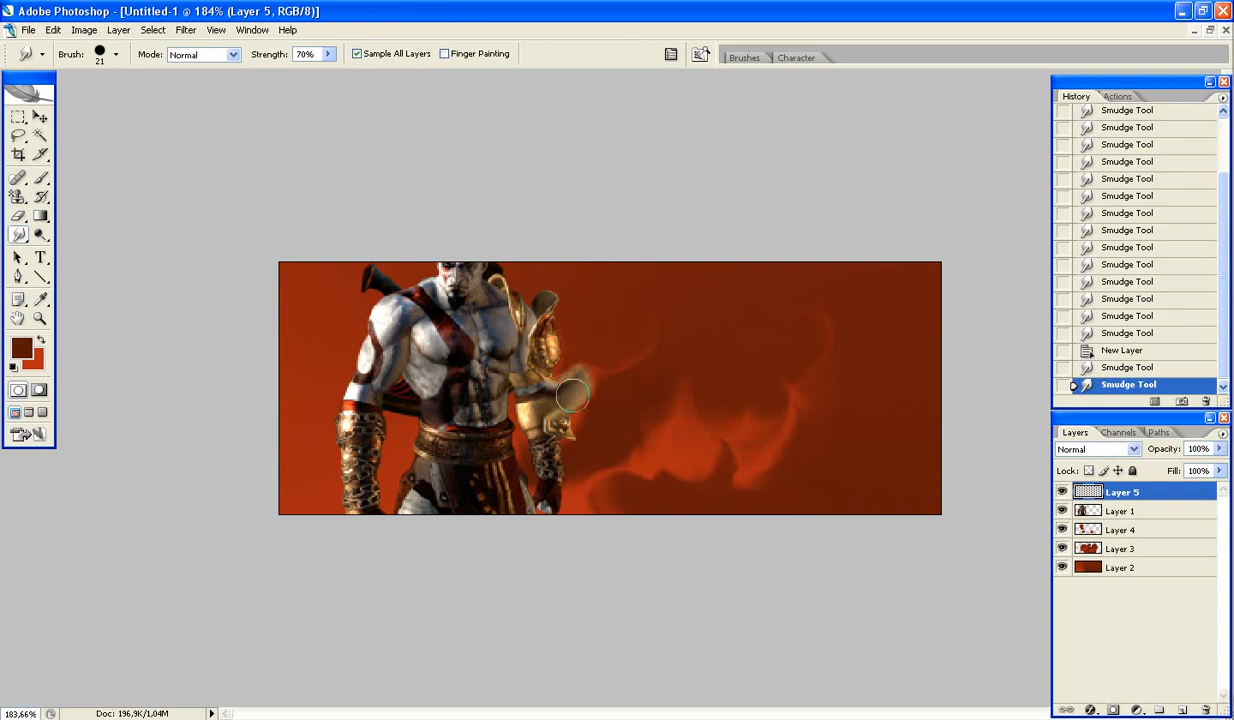 Adobe Photoshop - [Untitled-1 @ 184% (Layer 5, RGB/8)]
File Edit Image Layer Select Filter View Window Help
Brush: 21 Mode: Normal Strength: 70% Sample All Layers Finger Painting Brushes Character
History Actions
Smudge Tool
Smudge Tool
Smudge Tool
Smudge Tool
Smudge Tool
Smudge Tool
Smudge Tool
Smudge Tool
Smudge Tool
Smudge Tool
Smudge Tool
Smudge Tool
Smudge Tool
Smudge Tool
New Layer
Smudge Tool
Smudge Tool
Layers Channels Paths
Normal Opacity: 100%
Lock: Fill: 100%
Layer 5
Layer 1
Layer 4
Layer 3
Layer 2
183,66% Doc: 196,9K/1,04M